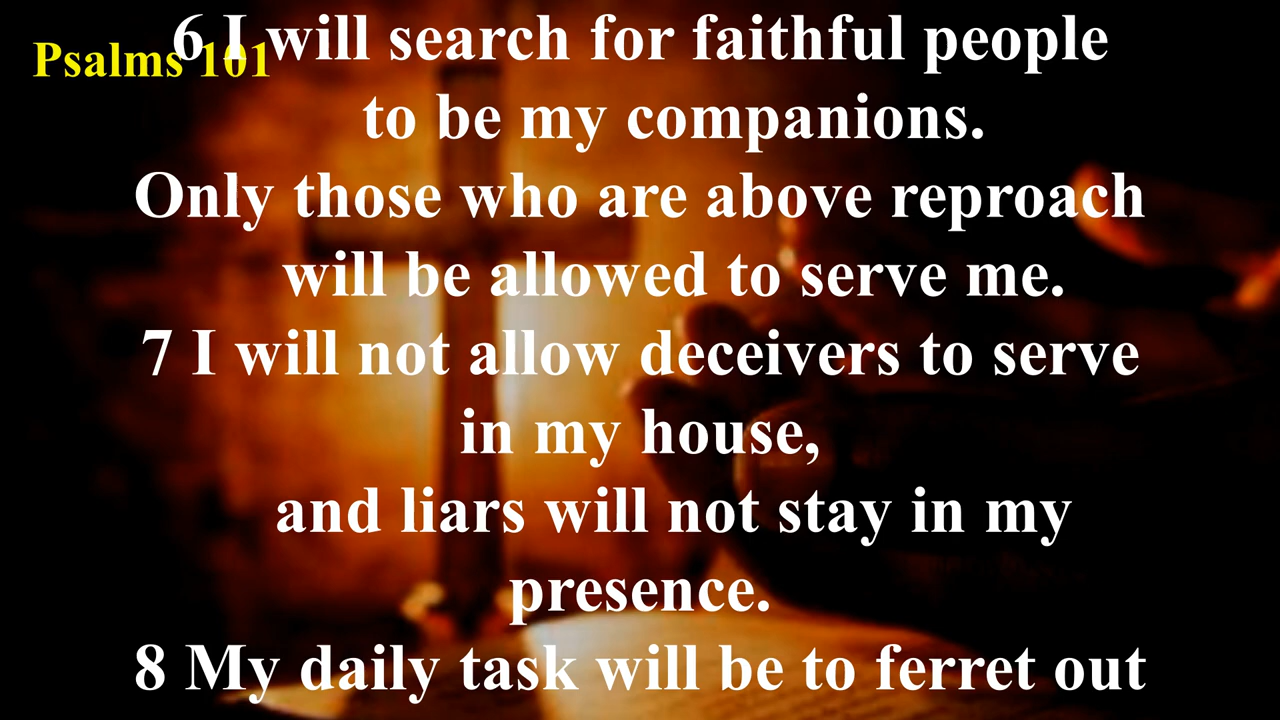 Psalms 101
6 I will search for faithful people
to be my companions.
Only those who are above reproach
will be allowed to serve me.
7 I will not allow deceivers to serve
in my house,
and liars will not stay in my
presence.
8 My daily task will be to ferret out